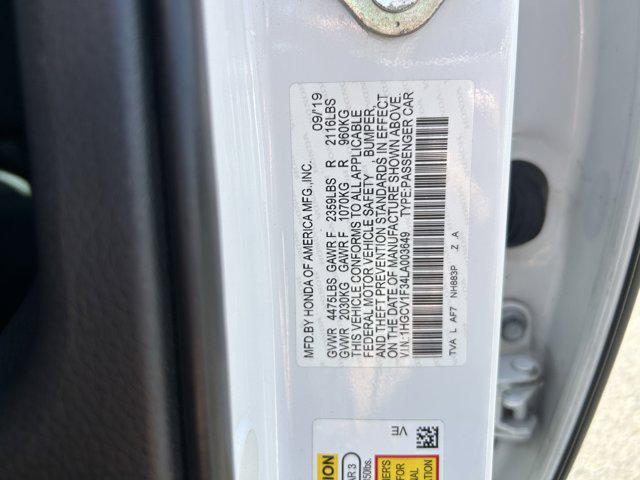 MFD.BY HONDA OF AMERICA MFG.,INC. 09/'19
GVWR 4475LBS GAWR F 2359LBS R 2116LBS
GVWR 2030KG GAWR F 1070KG R 960KG
THIS VEHICLE CONFORMS TO ALL APPLICABLE
FEDERAL MOTOR VEHICLE SAFETY BUMPER,
AND THEFT PREVENTION STANDARDS IN EFFECT
ON THE DATE OF MANUFACTURE SHOWN ABOVE.
V.I.N.:1HGCV1F34LA003649 TYPE:PASSENGER CAR
TVA L AF7 NH883P Z A
VE